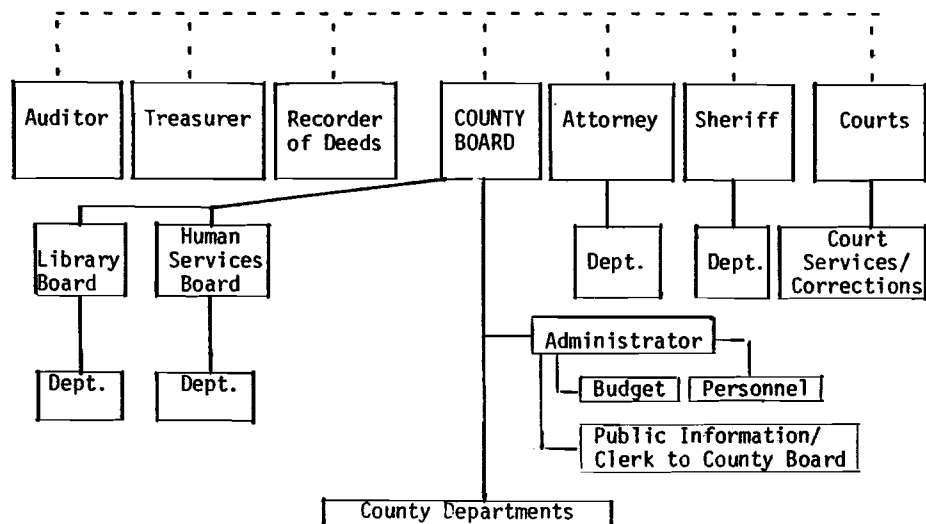 Auditor
Treasurer
Recorder
of Deeds
COUNTY
BOARD
Attorney
Sheriff
Courts
Library
Board
Human
Services
Board
Dept.
Dept.
Court
Services/
Corrections
Dept.
Dept.
Administrator
Budget
Personnel
Public Information/
Clerk to County Board
County Departments